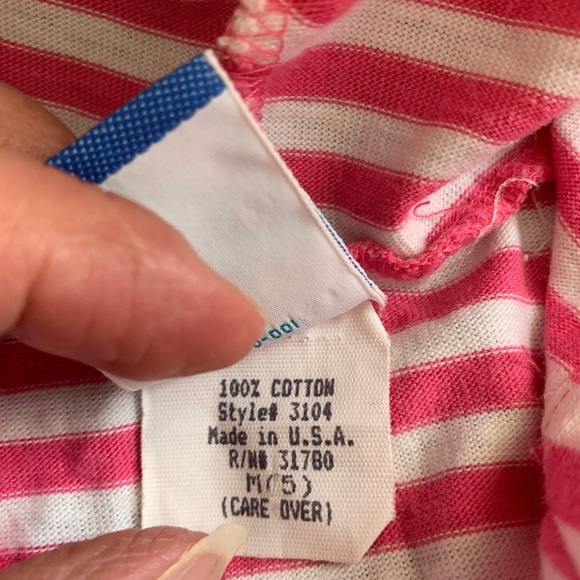 100% COTTON
Style# 3104
Made in U.S.A.
R/N# 31780
M(5)
(CARE OVER)